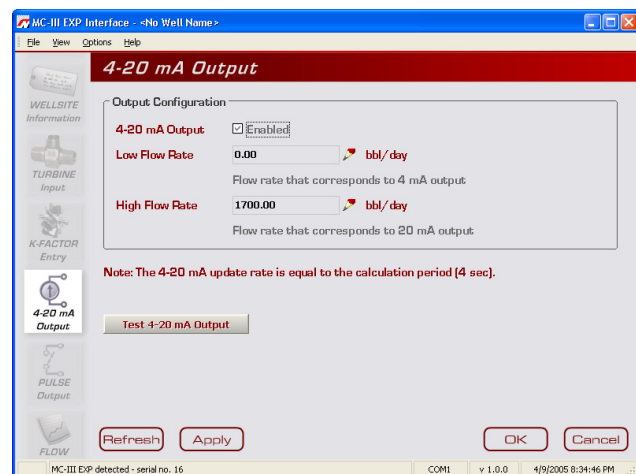 MC-III EXP Interface - <No Well Name>
File View Options Help
WELLSITE
Information
TURBINE
Input
K-FACTOR
Entry
4-20 mA
Output
PULSE
Output
FLOW
4-20 mA Output
Output Configuration
4-20 mA Output Enabled
Low Flow Rate 0.00 bbl/day
Flow rate that corresponds to 4 mA output
High Flow Rate 1700.00 bbl/day
Flow rate that corresponds to 20 mA output
Note: The 4-20 mA update rate is equal to the calculation period (4 sec).
Test 4-20 mA Output
Refresh Apply OK Cancel
MC-III EXP detected - serial no. 16 COM1 v 1.0.0 4/9/2005 8:34:46 PM